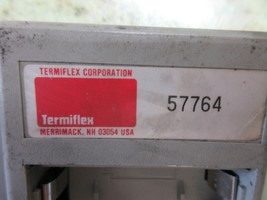 TERMIFLEX CORPORATION
57764
Termiflex
MERRIMACK, NH 03054 USA